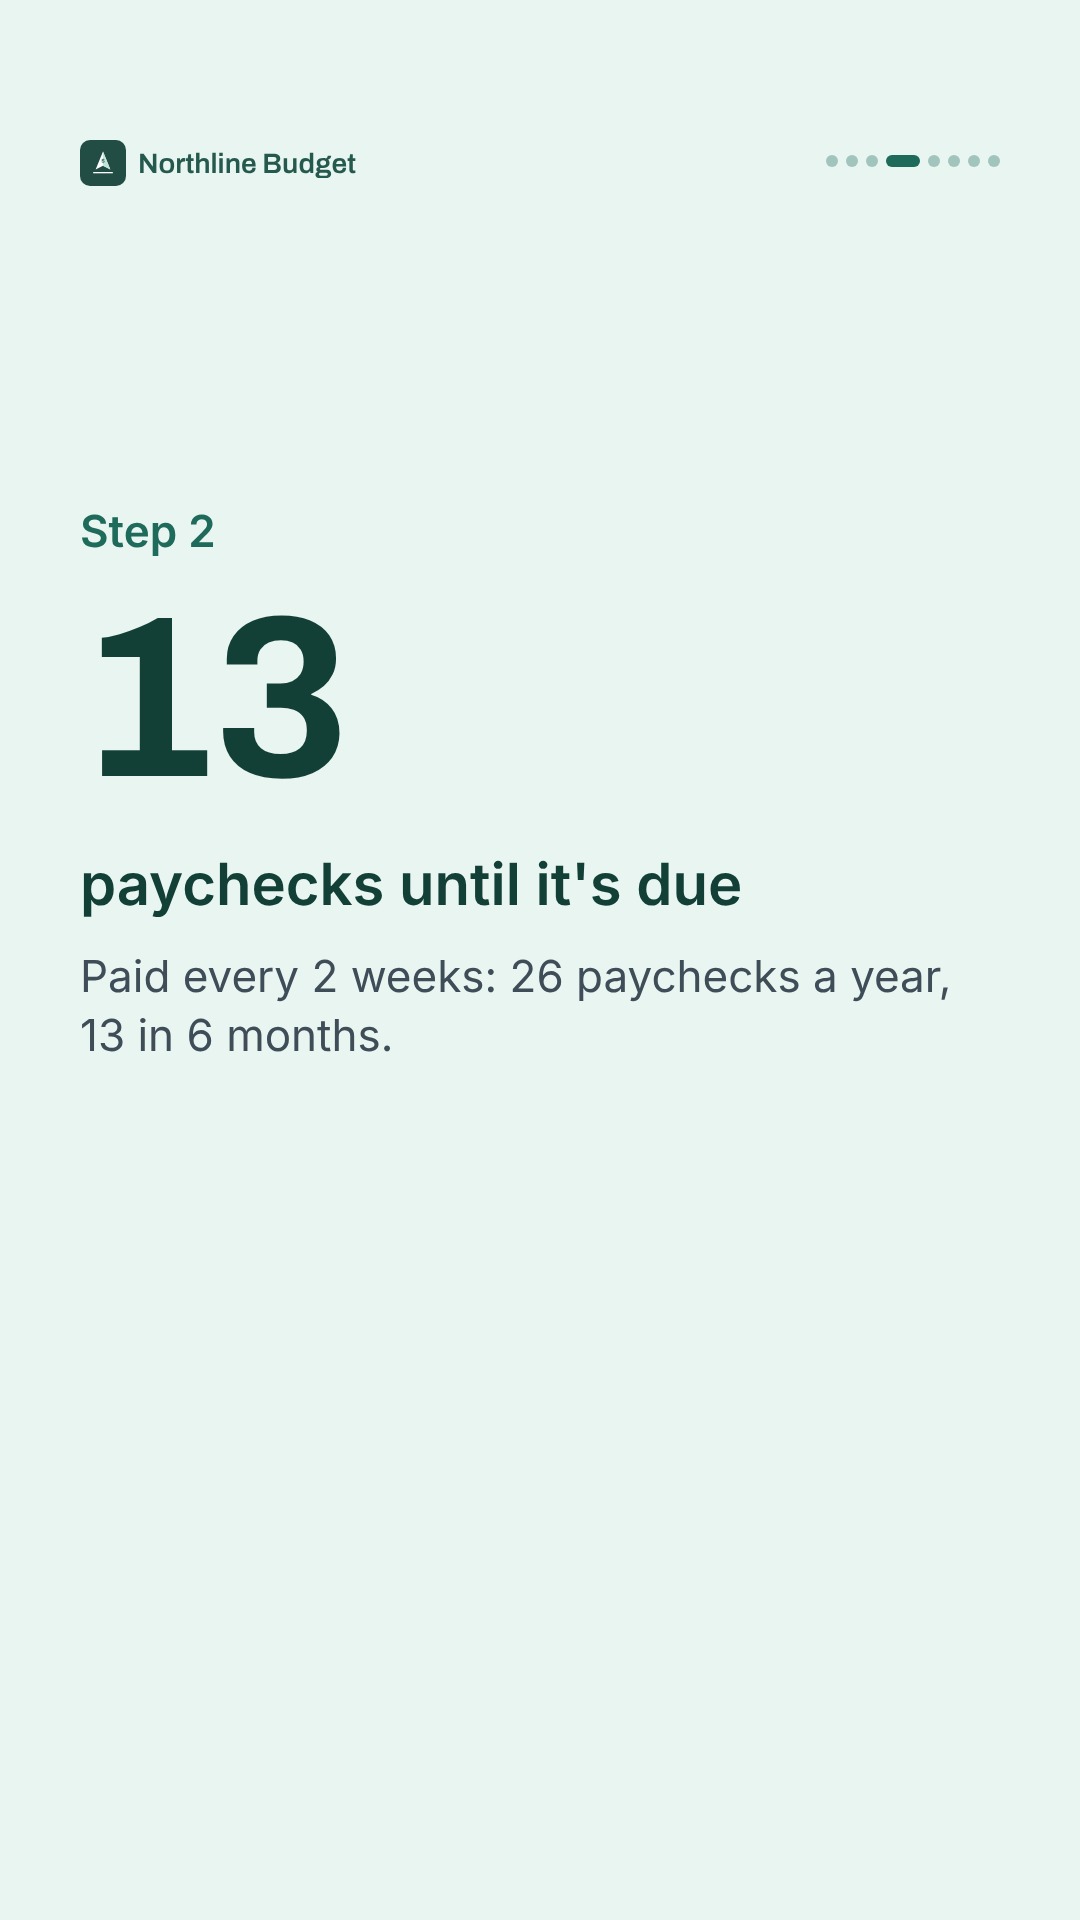 Northline Budget
Step 2
13
paychecks until it's due
Paid every 2 weeks: 26 paychecks a year,
13 in 6 months.